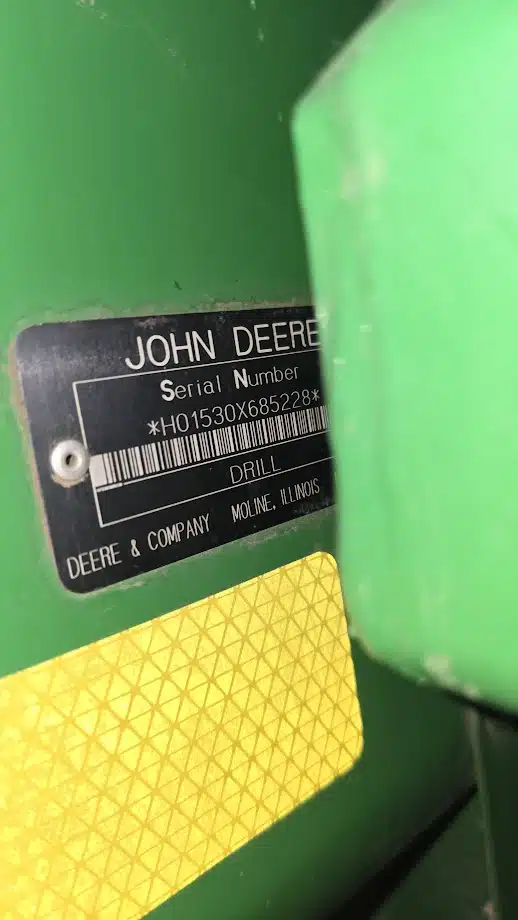 JOHN DEERE
Serial Number
*H01530X685228*
DRILL
DEERE & COMPANY MOLINE, ILLINOIS